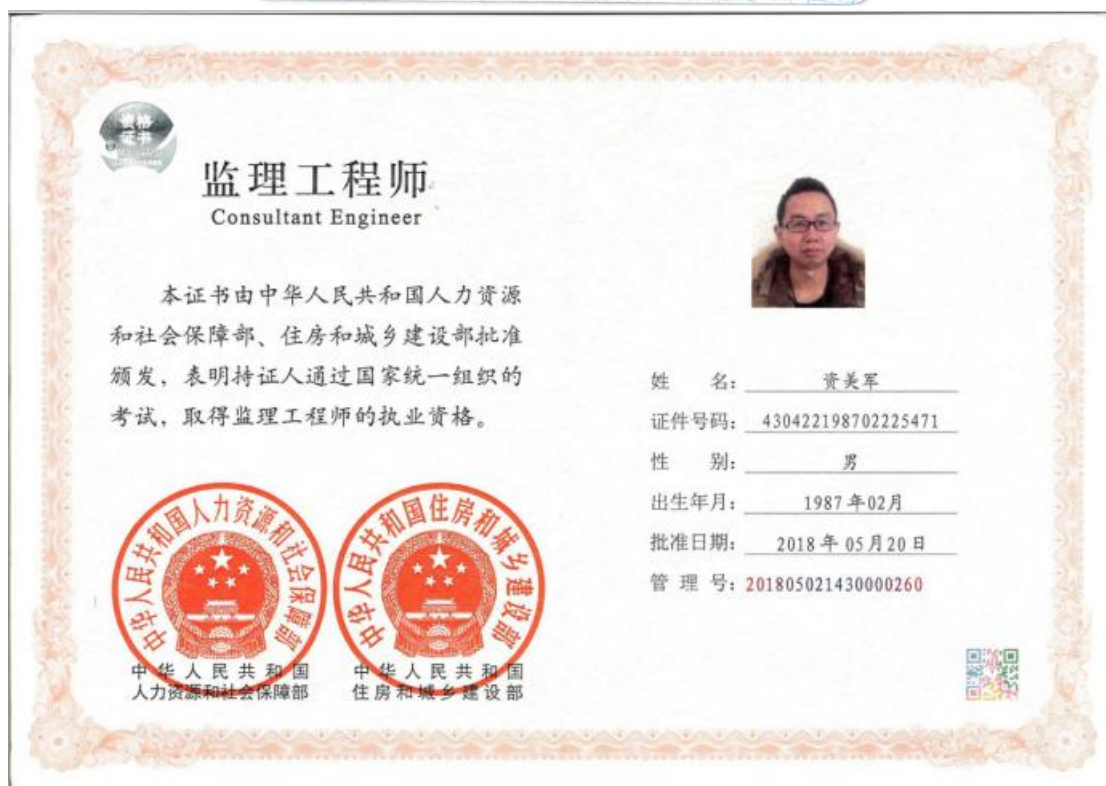 资格
证书
监理工程师
Consultant Engineer
本证书由中华人民共和国人力资源
和社会保障部、住房和城乡建设部批准
颁发，表明持证人通过国家统一组织的
考试，取得监理工程师的执业资格。
中华人民共和国人力资源和社会保障部
中华人民共和国住房和城乡建设部
中华人民共和国
人力资源和社会保障部
中华人民共和国
住房和城乡建设部
姓 名：资美军
证件号码：430422198702225471
性 别：男
出生年月：1987年02月
批准日期：2018年05月20日
管 理 号：201805021430000260